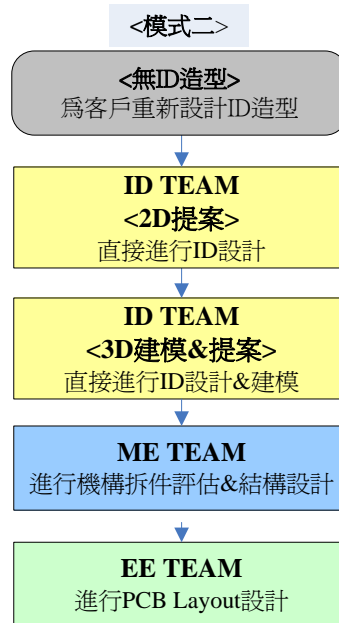 <模式二>
<無ID造型>
爲客戶重新設計ID造型
ID TEAM
<2D提案>
直接進行ID設計
ID TEAM
<3D建模&提案>
直接進行ID設計&建模
ME TEAM
進行機構拆件評估&結構設計
EE TEAM
進行PCB Layout設計